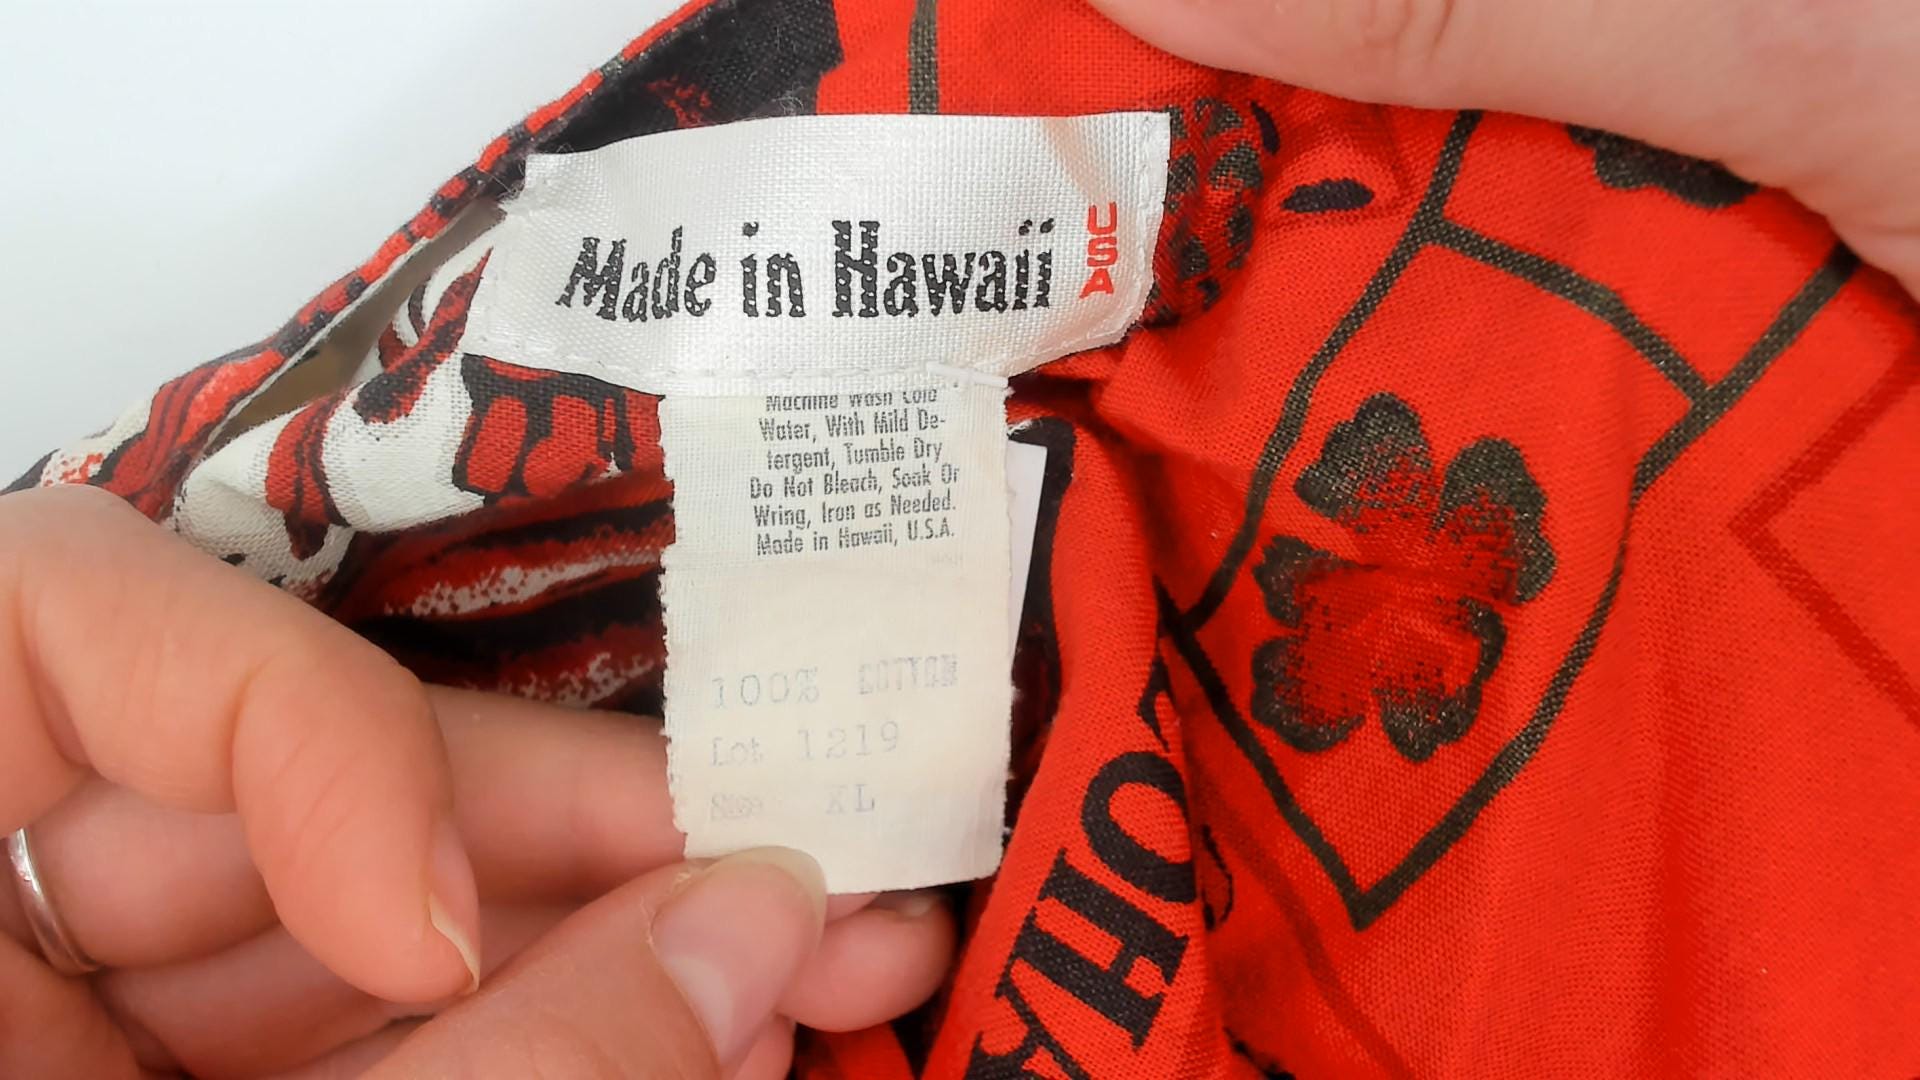 Made in Hawaii USA
Machine Wash Cold
Water, With Mild De-
tergent, Tumble Dry
Do Not Bleach, Soak Or
Wring, Iron as Needed.
Made in Hawaii, U.S.A.
100% COTTON
Lot 1219
Size XL